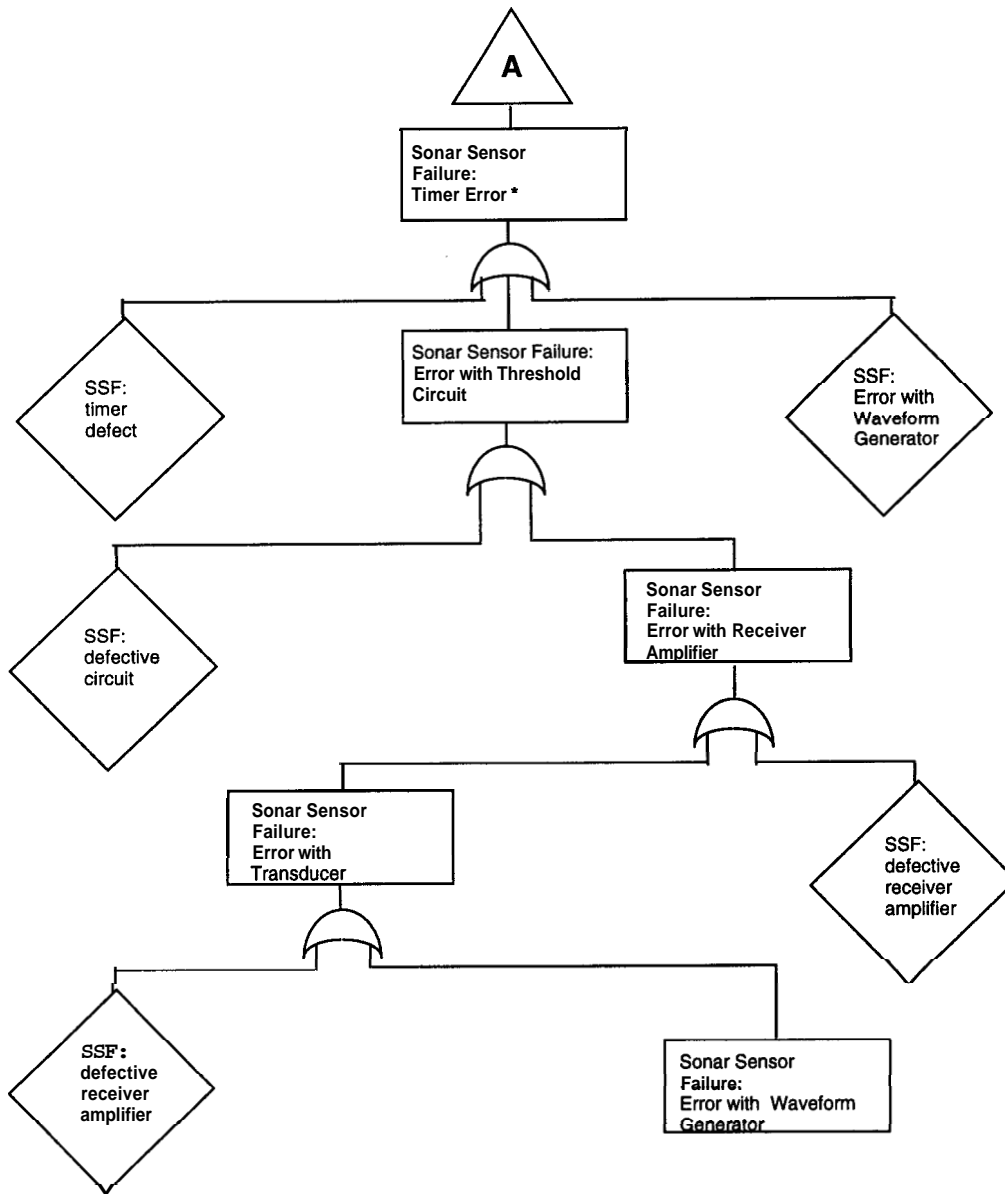 A
Sonar Sensor
Failure:
Timer Error *
SSF:
timer
defect
Sonar Sensor Failure:
Error with Threshold
Circuit
SSF:
Error with
Waveform
Generator
SSF:
defective
circuit
Sonar Sensor
Failure:
Error with Receiver
Amplifier
Sonar Sensor
Failure:
Error with
Transducer
SSF:
defective
receiver
amplifier
SSF:
defective
receiver
amplifier
Sonar Sensor
Failure:
Error with Waveform
Generator